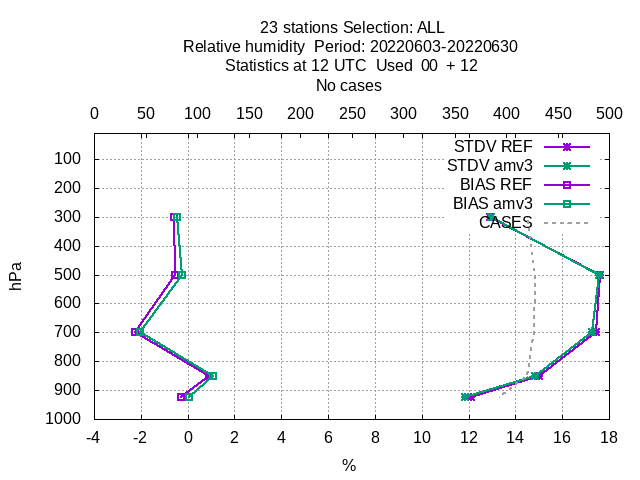 23 stations Selection: ALL
Relative humidity  Period: 20220603-20220630
Statistics at 12 UTC  Used  00  + 12
No cases
0 50 100 150 200 250 300 350 400 450 500
STDV REF
STDV amv3
BIAS REF
BIAS amv3
CASES
100
200
300
400
500
600
700
800
900
1000
hPa
-4 -2 0 2 4 6 8 10 12 14 16 18
%